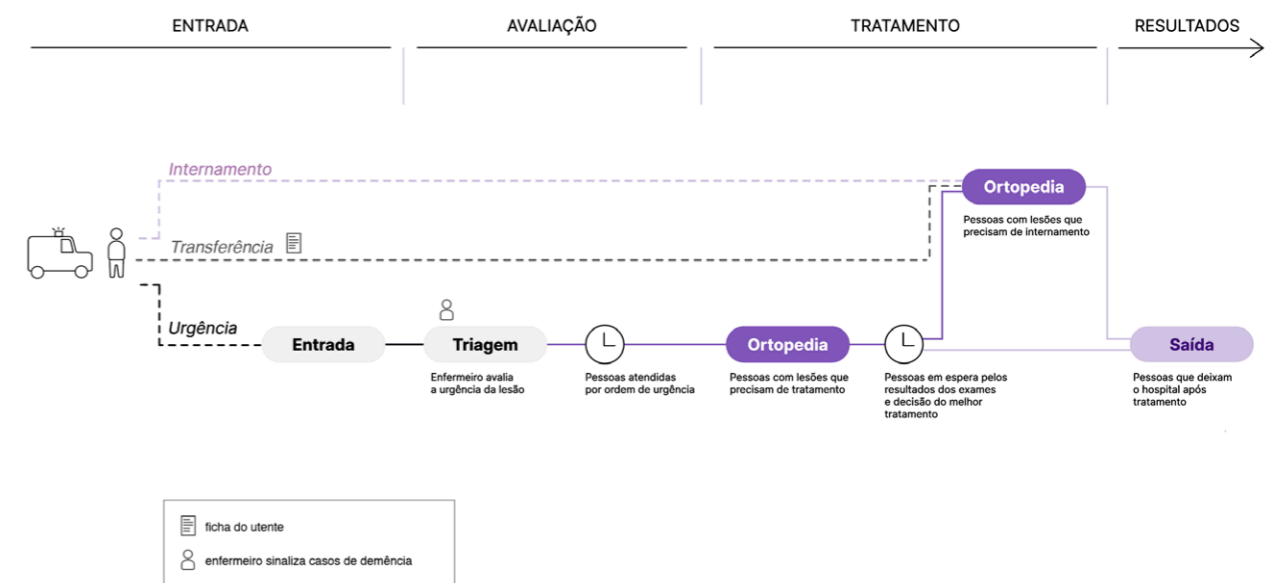 ENTRADA
AVALIAÇÃO
TRATAMENTO
RESULTADOS
Internamento
Ortopedia
Pessoas com lesões que
precisam de internamento
Transferência
Urgência
Entrada
Triagem
Enfermeiro avalia
a urgência da lesão
Pessoas atendidas
por ordem de urgência
Ortopedia
Pessoas com lesões que
precisam de tratamento
Pessoas em espera pelos
resultados dos exames
e decisão do melhor
tratamento
Saída
Pessoas que deixam
o hospital após
tratamento
ficha do utente
enfermeiro sinaliza casos de demência